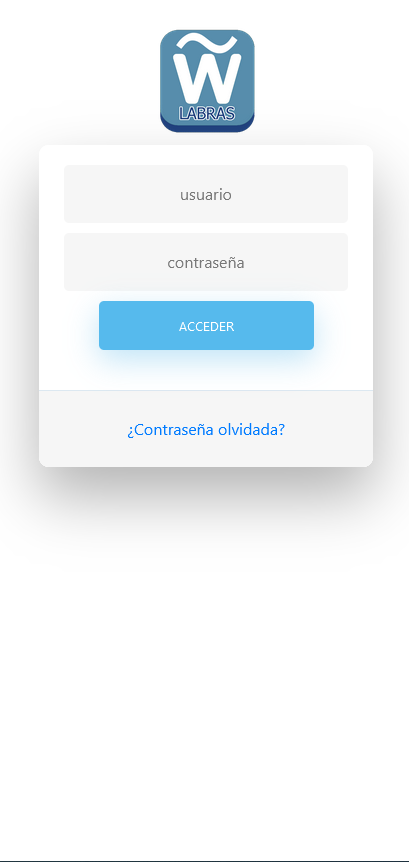 W̃
LABRAS
usuario
contraseña
ACCEDER
¿Contraseña olvidada?